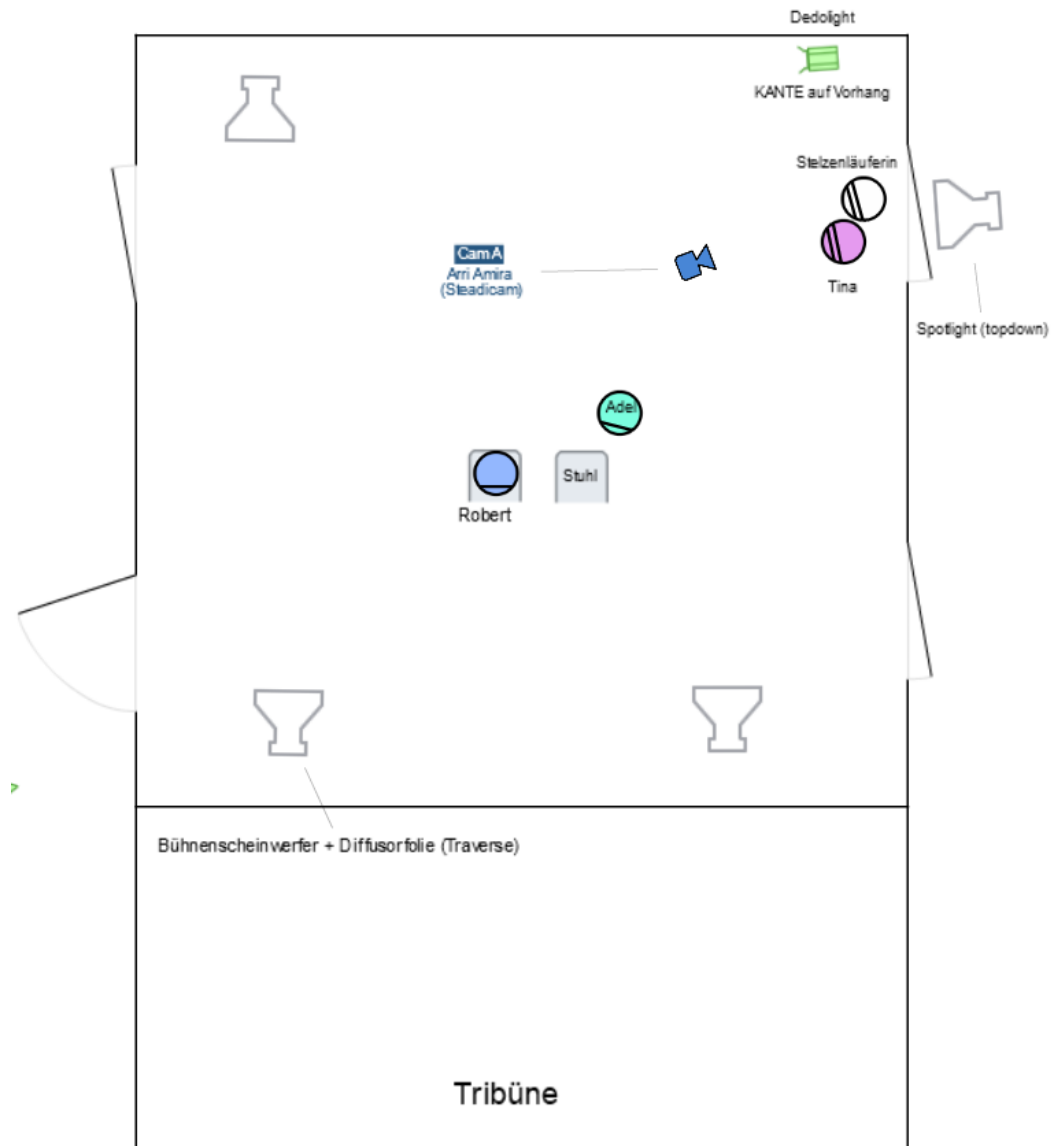 Dedolight
KANTE auf Vorhang
Stelzenläuferin
Cam A
Arri Amira
(Steadicam)
Tina
Spotlight (topdown)
Adel
Stuhl
Robert
Bühnenscheinwerfer + Diffusorfolie (Traverse)
Tribüne